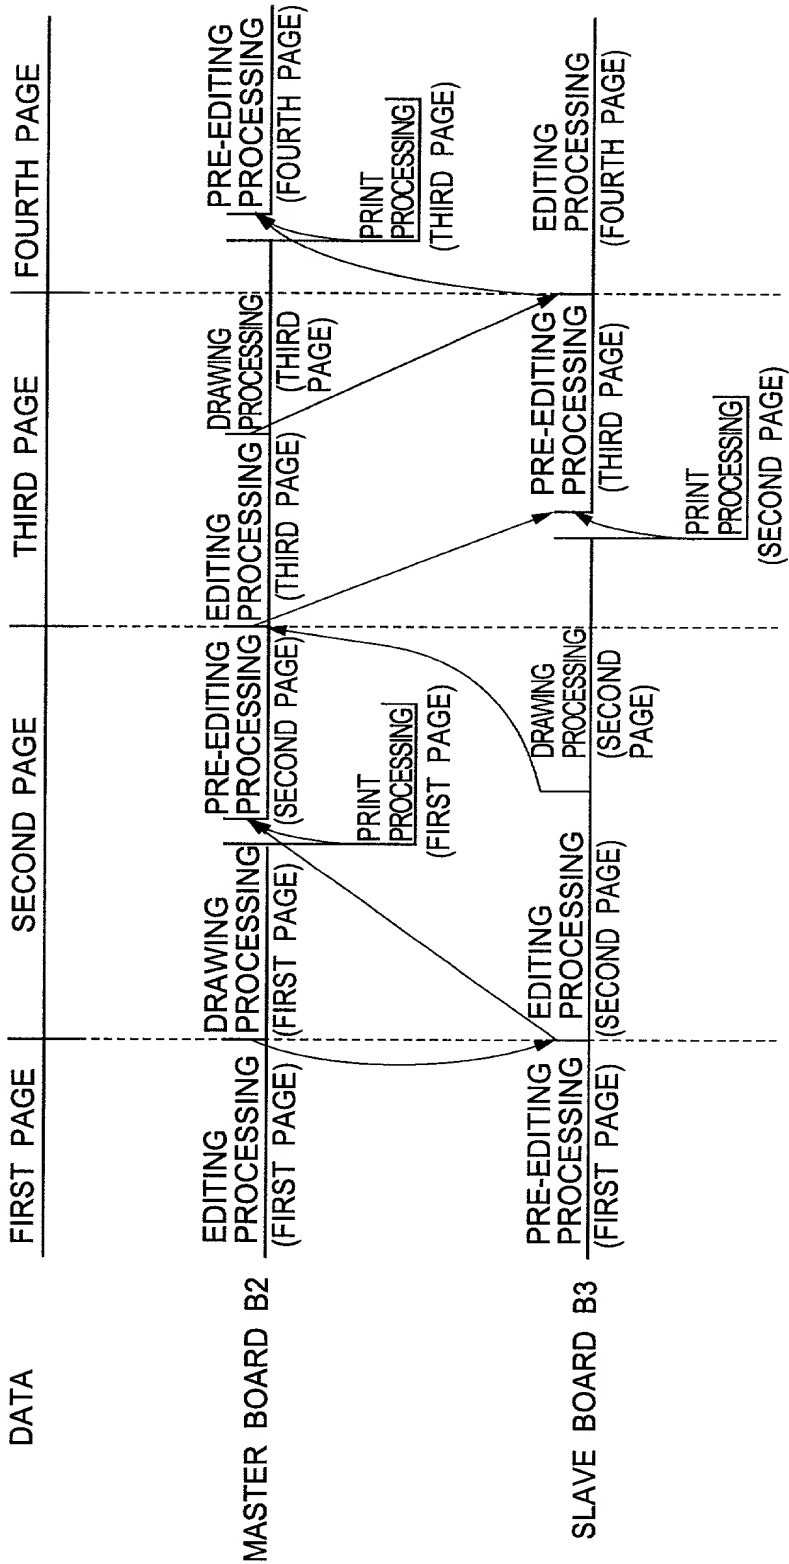 DATA
FIRST PAGE
SECOND PAGE
THIRD PAGE
FOURTH PAGE
MASTER BOARD B2
EDITING
PROCESSING
(FIRST PAGE)
DRAWING
PROCESSING
(FIRST PAGE)
PRINT
PROCESSING
(FIRST PAGE)
PRE-EDITING
PROCESSING
(SECOND PAGE)
EDITING
PROCESSING
(THIRD PAGE)
DRAWING
PROCESSING
(THIRD
PAGE)
PRINT
PROCESSING
(THIRD PAGE)
PRE-EDITING
PROCESSING
(FOURTH PAGE)
SLAVE BOARD B3
PRE-EDITING
PROCESSING
(FIRST PAGE)
EDITING
PROCESSING
(SECOND PAGE)
DRAWING
PROCESSING
(SECOND
PAGE)
PRINT
PROCESSING
(SECOND PAGE)
PRE-EDITING
PROCESSING
(THIRD PAGE)
EDITING
PROCESSING
(FOURTH PAGE)